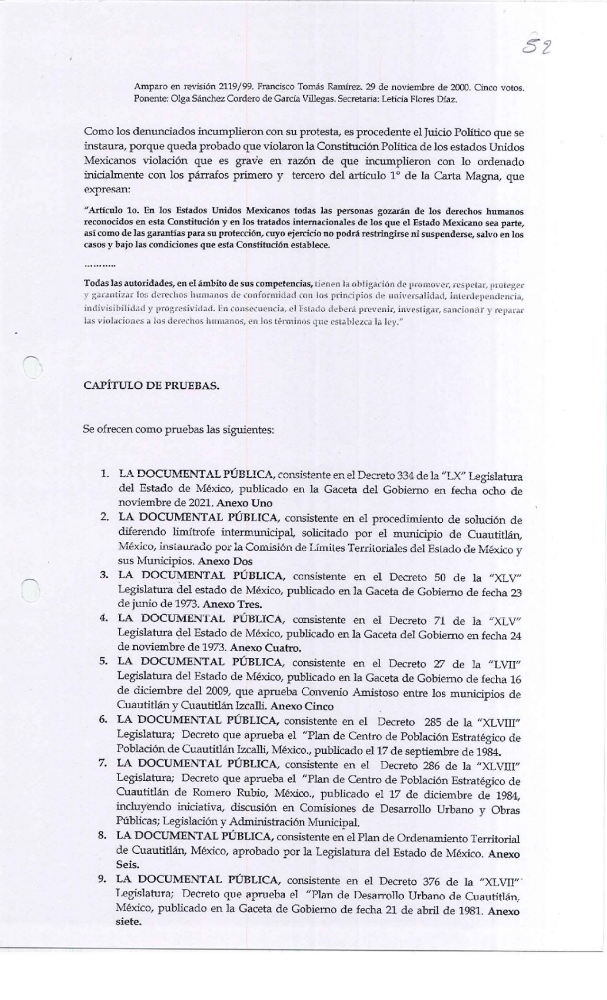 52
Amparo en revisión 2119/99. Francisco Tomás Ramírez. 29 de noviembre de 2000. Cinco votos.
Ponente: Olga Sánchez Cordero de García Villegas. Secretaria: Leticia Flores Díaz.
Como los denunciados incumplieron con su protesta, es procedente el Juicio Político que se
instaura, porque queda probado que violaron la Constitución Política de los estados Unidos
Mexicanos violación que es grave en razón de que incumplieron con lo ordenado
inicialmente con los párrafos primero y tercero del artículo 1° de la Carta Magna, que
expresan:
"Artículo 1o. En los Estados Unidos Mexicanos todas las personas gozarán de los derechos humanos
reconocidos en esta Constitución y en los tratados internacionales de los que el Estado Mexicano sea parte,
así como de las garantías para su protección, cuyo ejercicio no podrá restringirse ni suspenderse, salvo en los
casos y bajo las condiciones que esta Constitución establece.
...........
Todas las autoridades, en el ámbito de sus competencias, tienen la obligación de promover, respetar, proteger
y garantizar los derechos humanos de conformidad con los principios de universalidad, interdependencia,
indivisibilidad y progresividad. En consecuencia, el Estado deberá prevenir, investigar, sancionar y reparar
las violaciones a los derechos humanos, en los términos que establezca la ley."
CAPÍTULO DE PRUEBAS.
Se ofrecen como pruebas las siguientes:
1. LA DOCUMENTAL PÚBLICA, consistente en el Decreto 334 de la "LX" Legislatura
del Estado de México, publicado en la Gaceta del Gobierno en fecha ocho de
noviembre de 2021. Anexo Uno
2. LA DOCUMENTAL PÚBLICA, consistente en el procedimiento de solución de
diferendo limítrofe intermunicipal, solicitado por el municipio de Cuautitlán,
México, instaurado por la Comisión de Límites Territoriales del Estado de México y
sus Municipios. Anexo Dos
3. LA DOCUMENTAL PÚBLICA, consistente en el Decreto 50 de la "XLV"
Legislatura del estado de México, publicado en la Gaceta de Gobierno de fecha 23
de junio de 1973. Anexo Tres.
4. LA DOCUMENTAL PÚBLICA, consistente en el Decreto 71 de la "XLV"
Legislatura del Estado de México, publicado en la Gaceta del Gobierno en fecha 24
de noviembre de 1973. Anexo Cuatro.
5. LA DOCUMENTAL PÚBLICA, consistente en el Decreto 27 de la "LVII"
Legislatura del Estado de México, publicado en la Gaceta de Gobierno de fecha 16
de diciembre del 2009, que aprueba Convenio Amistoso entre los municipios de
Cuautitlán y Cuautitlán Izcalli. Anexo Cinco
6. LA DOCUMENTAL PÚBLICA, consistente en el Decreto 285 de la "XLVIII"
Legislatura; Decreto que aprueba el "Plan de Centro de Población Estratégico de
Población de Cuautitlán Izcalli, México., publicado el 17 de septiembre de 1984.
7. LA DOCUMENTAL PÚBLICA, consistente en el Decreto 286 de la "XLVIII"
Legislatura; Decreto que aprueba el "Plan de Centro de Población Estratégico de
Cuautitlán de Romero Rubio, México., publicado el 17 de diciembre de 1984,
incluyendo iniciativa, discusión en Comisiones de Desarrollo Urbano y Obras
Públicas; Legislación y Administración Municipal.
8. LA DOCUMENTAL PÚBLICA, consistente en el Plan de Ordenamiento Territorial
de Cuautitlán, México, aprobado por la Legislatura del Estado de México. Anexo
Seis.
9. LA DOCUMENTAL PÚBLICA, consistente en el Decreto 376 de la "XLVII"
Legislatura; Decreto que aprueba el "Plan de Desarrollo Urbano de Cuautitlán,
México, publicado en la Gaceta de Gobierno de fecha 21 de abril de 1981. Anexo
siete.